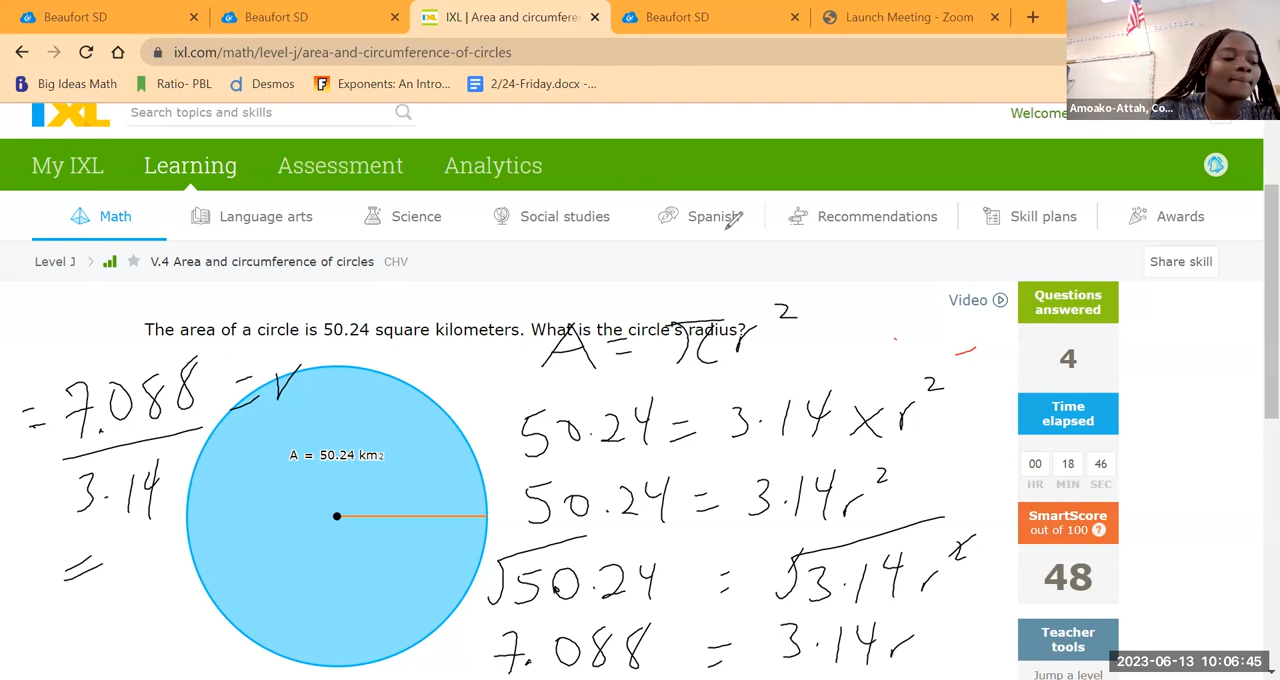 Beaufort SD
Beaufort SD
IXL | Area and circumferen
Beaufort SD
Launch Meeting - Zoom
ixl.com/math/level-j/area-and-circumference-of-circles
Big Ideas Math
Ratio- PBL
Desmos
Exponents: An Intro...
2/24-Friday.docx -...
Amoako-Attah, Co...
IXL
Search topics and skills
Welcome
My IXL
Learning
Assessment
Analytics
Math
Language arts
Science
Social studies
Spanish
Recommendations
Skill plans
Awards
Level J
V.4 Area and circumference of circles
CHV
Share skill
Video
The area of a circle is 50.24 square kilometers. What is the circle's radius?
A = πr²
50.24 = 3.14 × r²
50.24 = 3.14r²
√50.24 = √3.14r²
7.088 = 3.14r
= 7.088 = r
3.14
=
A = 50.24 km2
Questions
answered
4
Time
elapsed
00
18
46
HR
MIN
SEC
SmartScore
out of 100 ?
48
Teacher
tools
Jump a level
2023-06-13 10:06:45